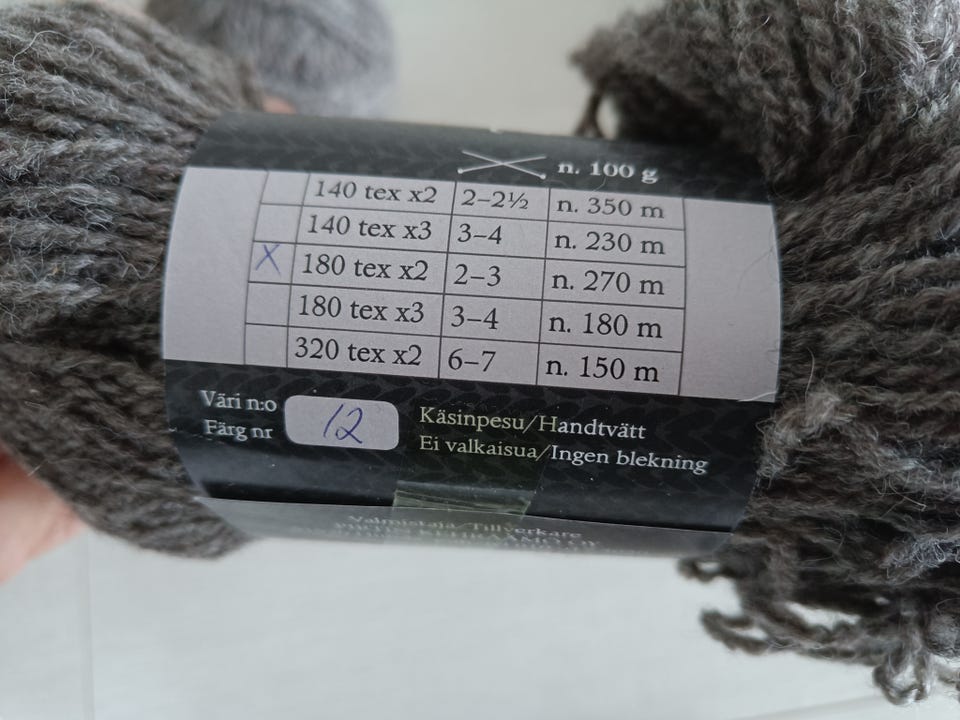 n. 100 g
140 tex x2 2–2½ n. 350 m
140 tex x3 3–4 n. 230 m
X 180 tex x2 2–3 n. 270 m
180 tex x3 3–4 n. 180 m
320 tex x2 6–7 n. 150 m
Väri n:o
Färg nr
12
Käsinpesu/Handtvätt
Ei valkaisua/Ingen blekning
Valmistaja/Tillverkare